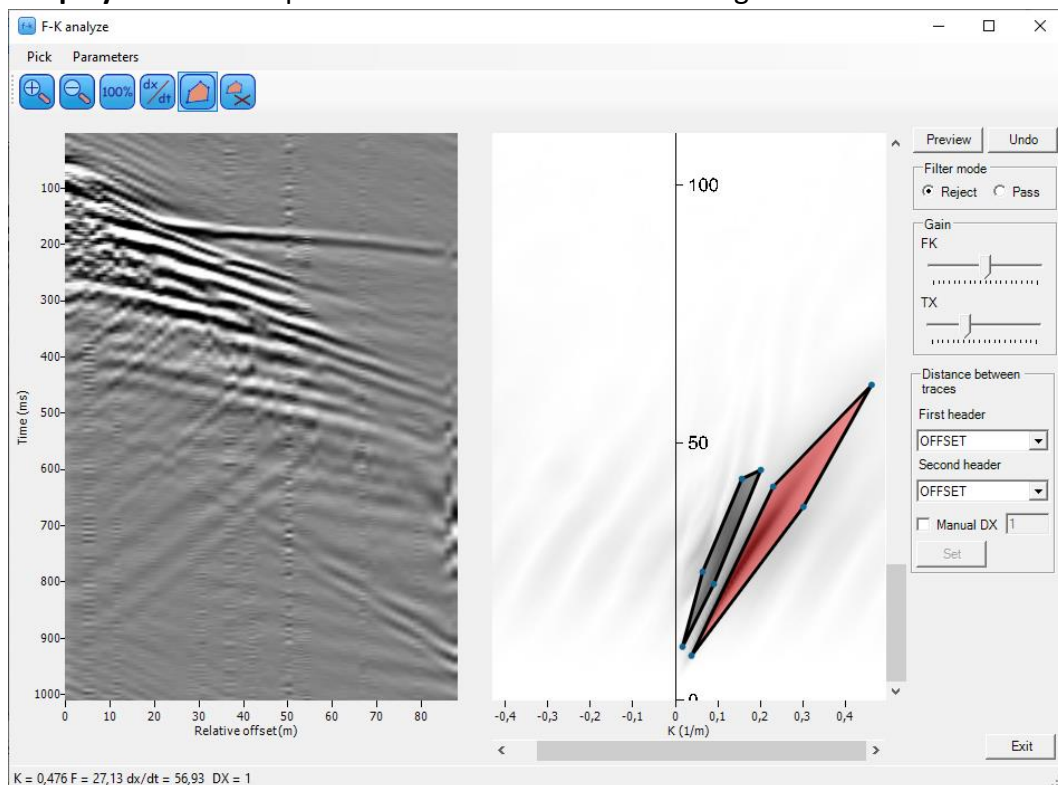 F-K analyze
Pick Parameters
100% dx/dt
Preview Undo
Filter mode
Reject Pass
Gain
FK
TX
Distance between
traces
First header
OFFSET
Second header
OFFSET
Manual DX 1
Set
Exit
Time (ms)
100
200
300
400
500
600
700
800
900
1000
0 10 20 30 40 50 60 70 80
Relative offset(m)
100
50
0
-0,4 -0,3 -0,2 -0,1 0 0,1 0,2 0,3 0,4
K (1/m)
K = 0,476 F = 27,13 dx/dt = 56,93 DX = 1